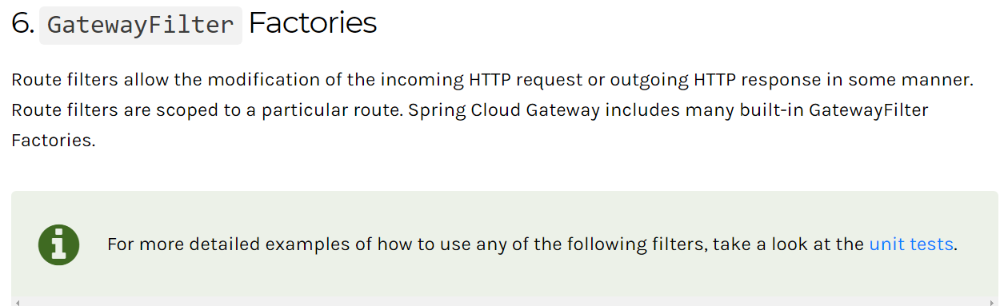 6. GatewayFilter Factories
Route filters allow the modification of the incoming HTTP request or outgoing HTTP response in some manner.
Route filters are scoped to a particular route. Spring Cloud Gateway includes many built-in GatewayFilter
Factories.
For more detailed examples of how to use any of the following filters, take a look at the unit tests.